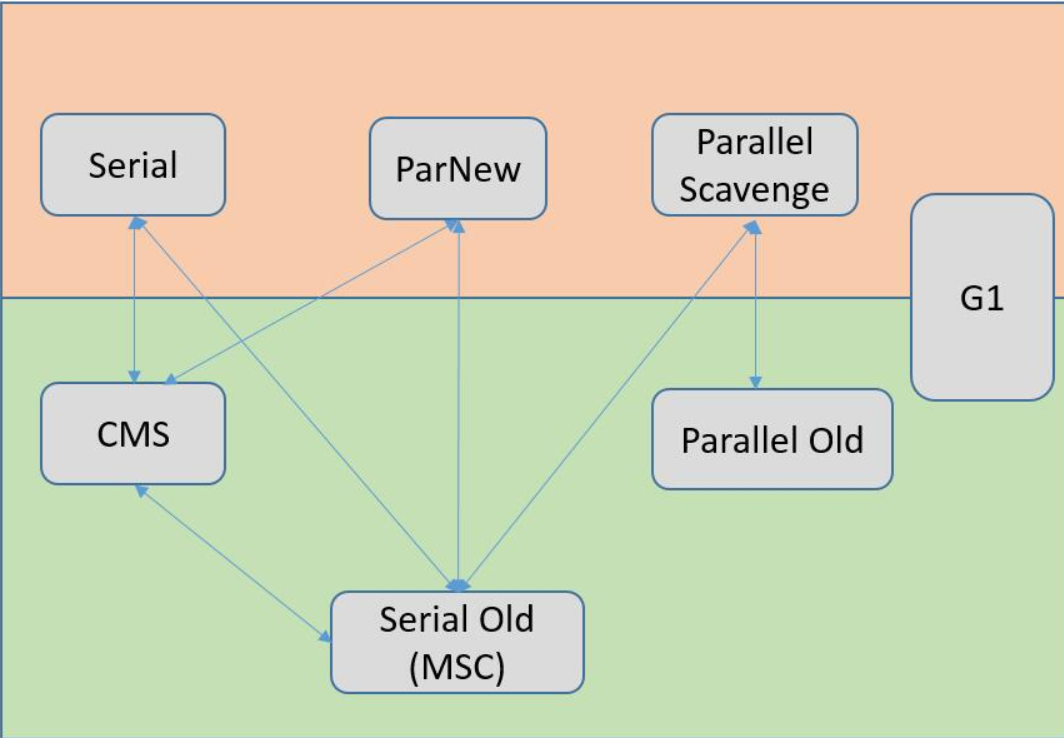 Serial
ParNew
Parallel
Scavenge
G1
CMS
Parallel Old
Serial Old
(MSC)